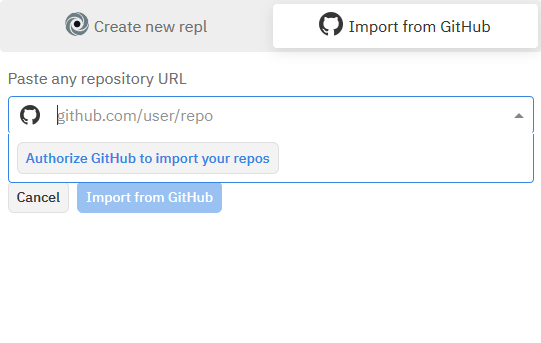 Create new repl
Import from GitHub
Paste any repository URL
github.com/user/repo
Authorize GitHub to import your repos
Cancel
Import from GitHub